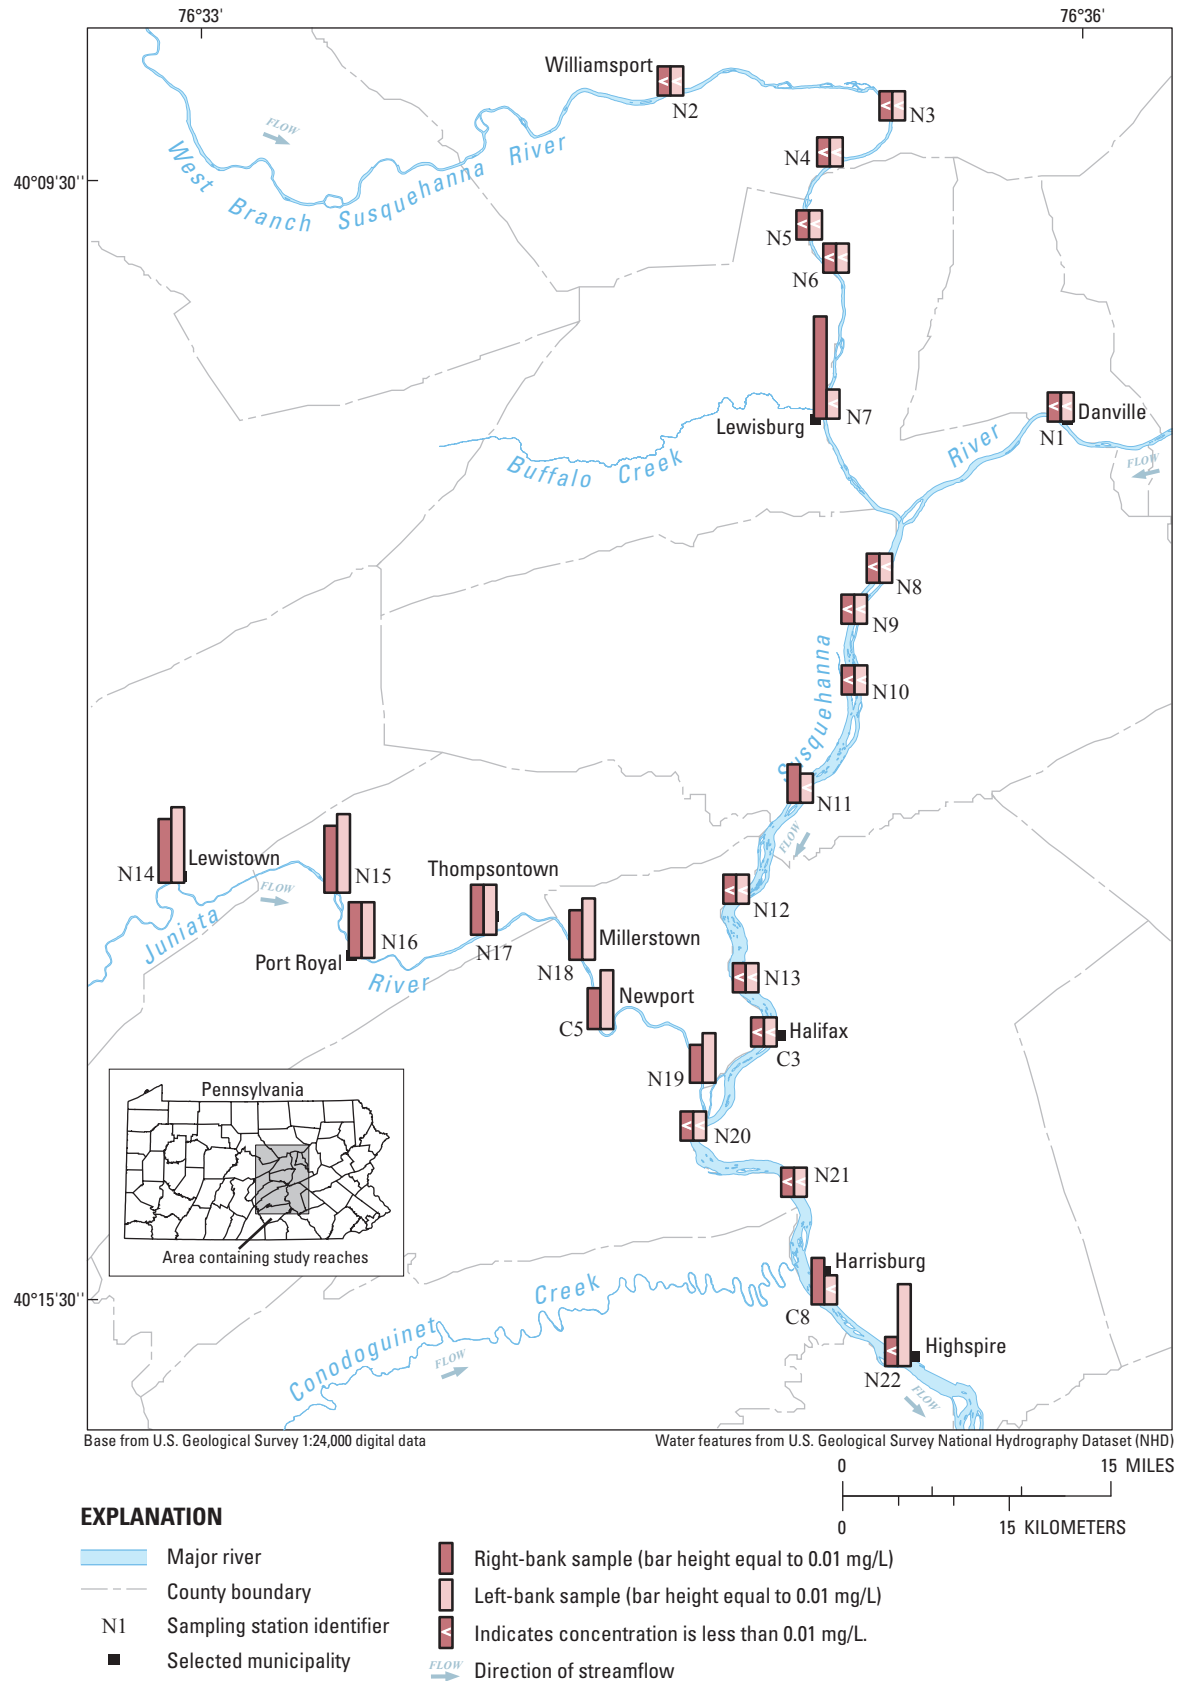 76°33'
76°36'
Williamsport
N2
N3
FLOW
West Branch Susquehanna River
N4
40°09'30''
N5
N6
N7
Lewisburg
Danville
N1
River
Buffalo Creek
FLOW
N8
N9
Susquehanna
N10
N11
FLOW
N14
Lewistown
N15
Thompsontown
FLOW
N12
Juniata
N16
Port Royal
N17
Millerstown
N18
River
N13
Newport
C5
Halifax
C3
N19
Pennsylvania
N20
N21
Area containing study reaches
Harrisburg
Creek
40°15'30''
C8
Conodoguinet
Highspire
FLOW
N22
FLOW
Base from U.S. Geological Survey 1:24,000 digital data
Water features from U.S. Geological Survey National Hydrography Dataset (NHD)
0 15 MILES
0 15 KILOMETERS
EXPLANATION
Major river
County boundary
N1 Sampling station identifier
Selected municipality
Right-bank sample (bar height equal to 0.01 mg/L)
Left-bank sample (bar height equal to 0.01 mg/L)
Indicates concentration is less than 0.01 mg/L.
FLOW Direction of streamflow